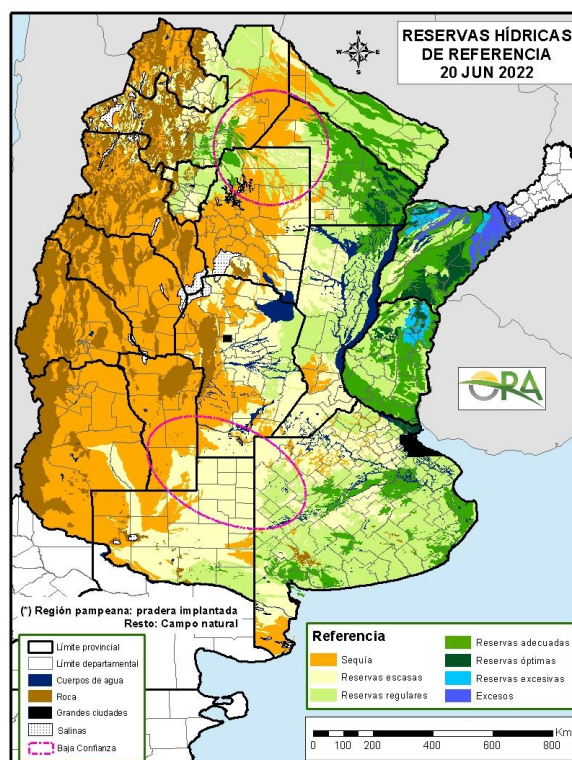 RESERVAS HÍDRICAS
DE REFERENCIA
20 JUN 2022
N
W E
S
ORA
(*) Región pampeana: pradera implantada
Resto: Campo natural
Límite provincial
Límite departamental
Cuerpos de agua
Roca
Grandes ciudades
Salinas
Baja Confianza
Referencia
Sequía
Reservas escasas
Reservas regulares
Reservas adecuadas
Reservas óptimas
Reservas excesivas
Excesos
Km
0 100 200 400 600 800